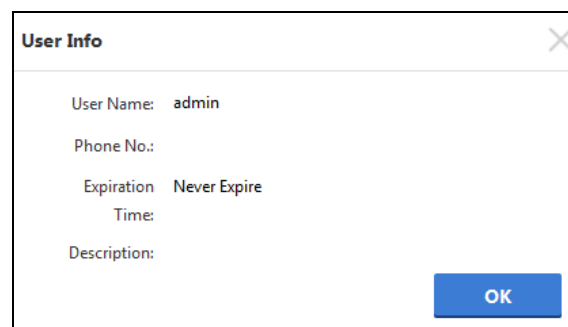 User Info
User Name: admin
Phone No.:
Expiration Never Expire
Time:
Description:
OK